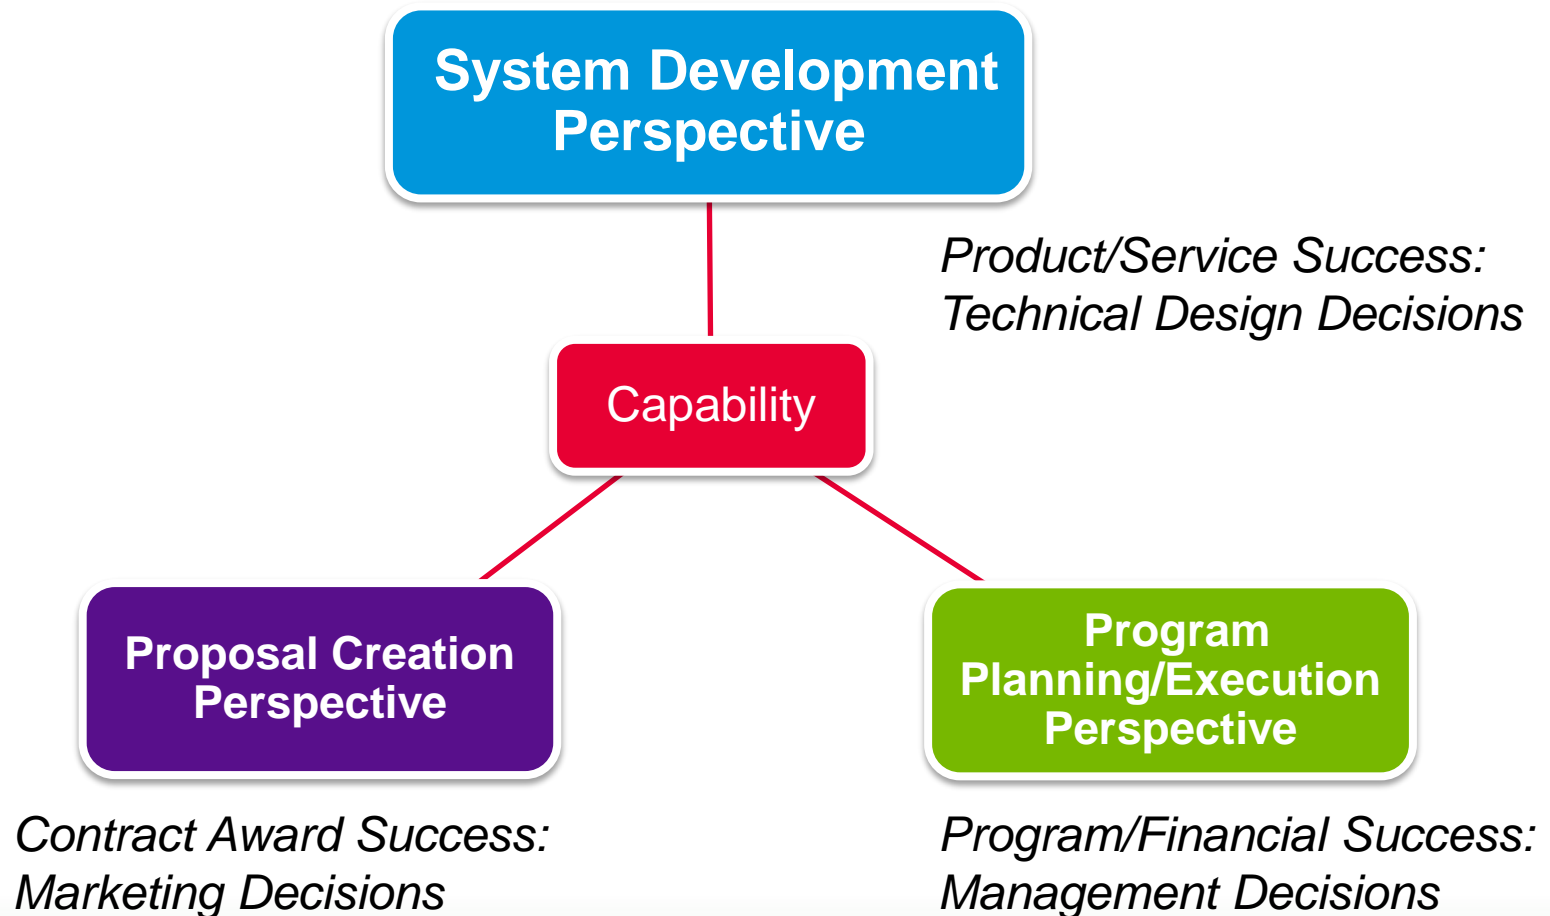 System Development
Perspective
Product/Service Success:
Technical Design Decisions
Capability
Proposal Creation
Perspective
Program
Planning/Execution
Perspective
Contract Award Success:
Marketing Decisions
Program/Financial Success:
Management Decisions